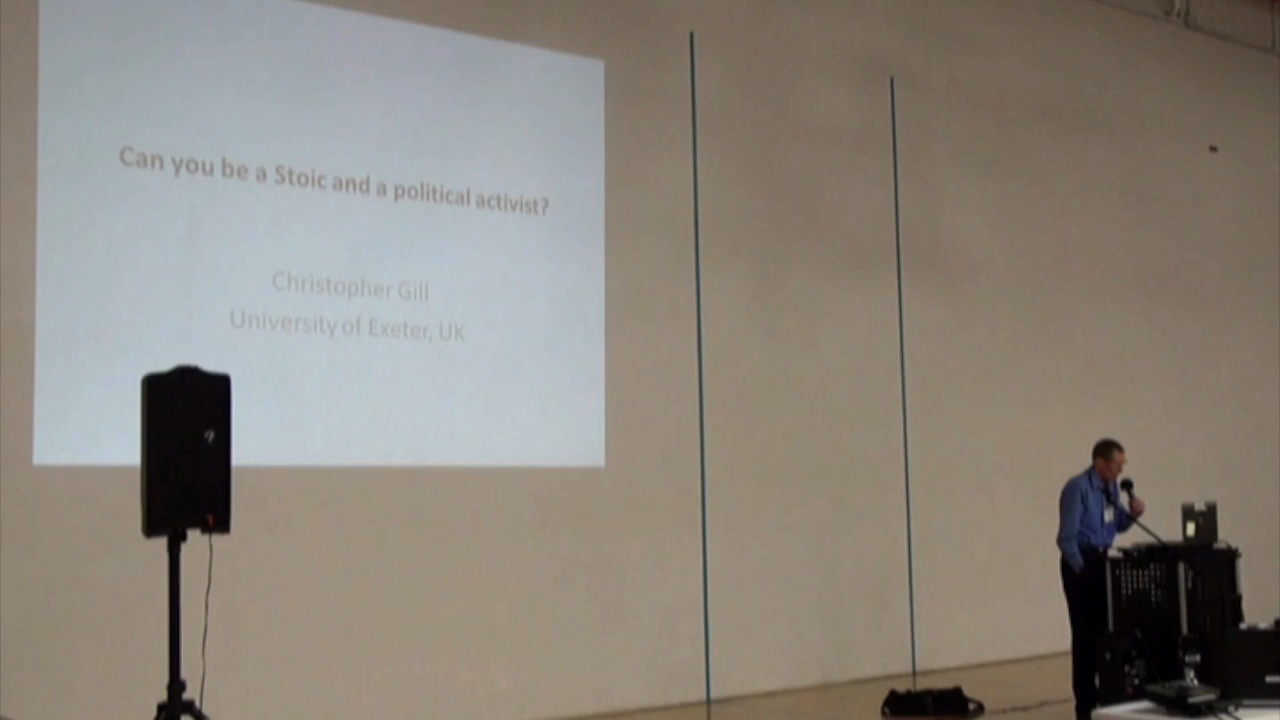 Can you be a Stoic and a political activist?
Christopher Gill
University of Exeter, UK